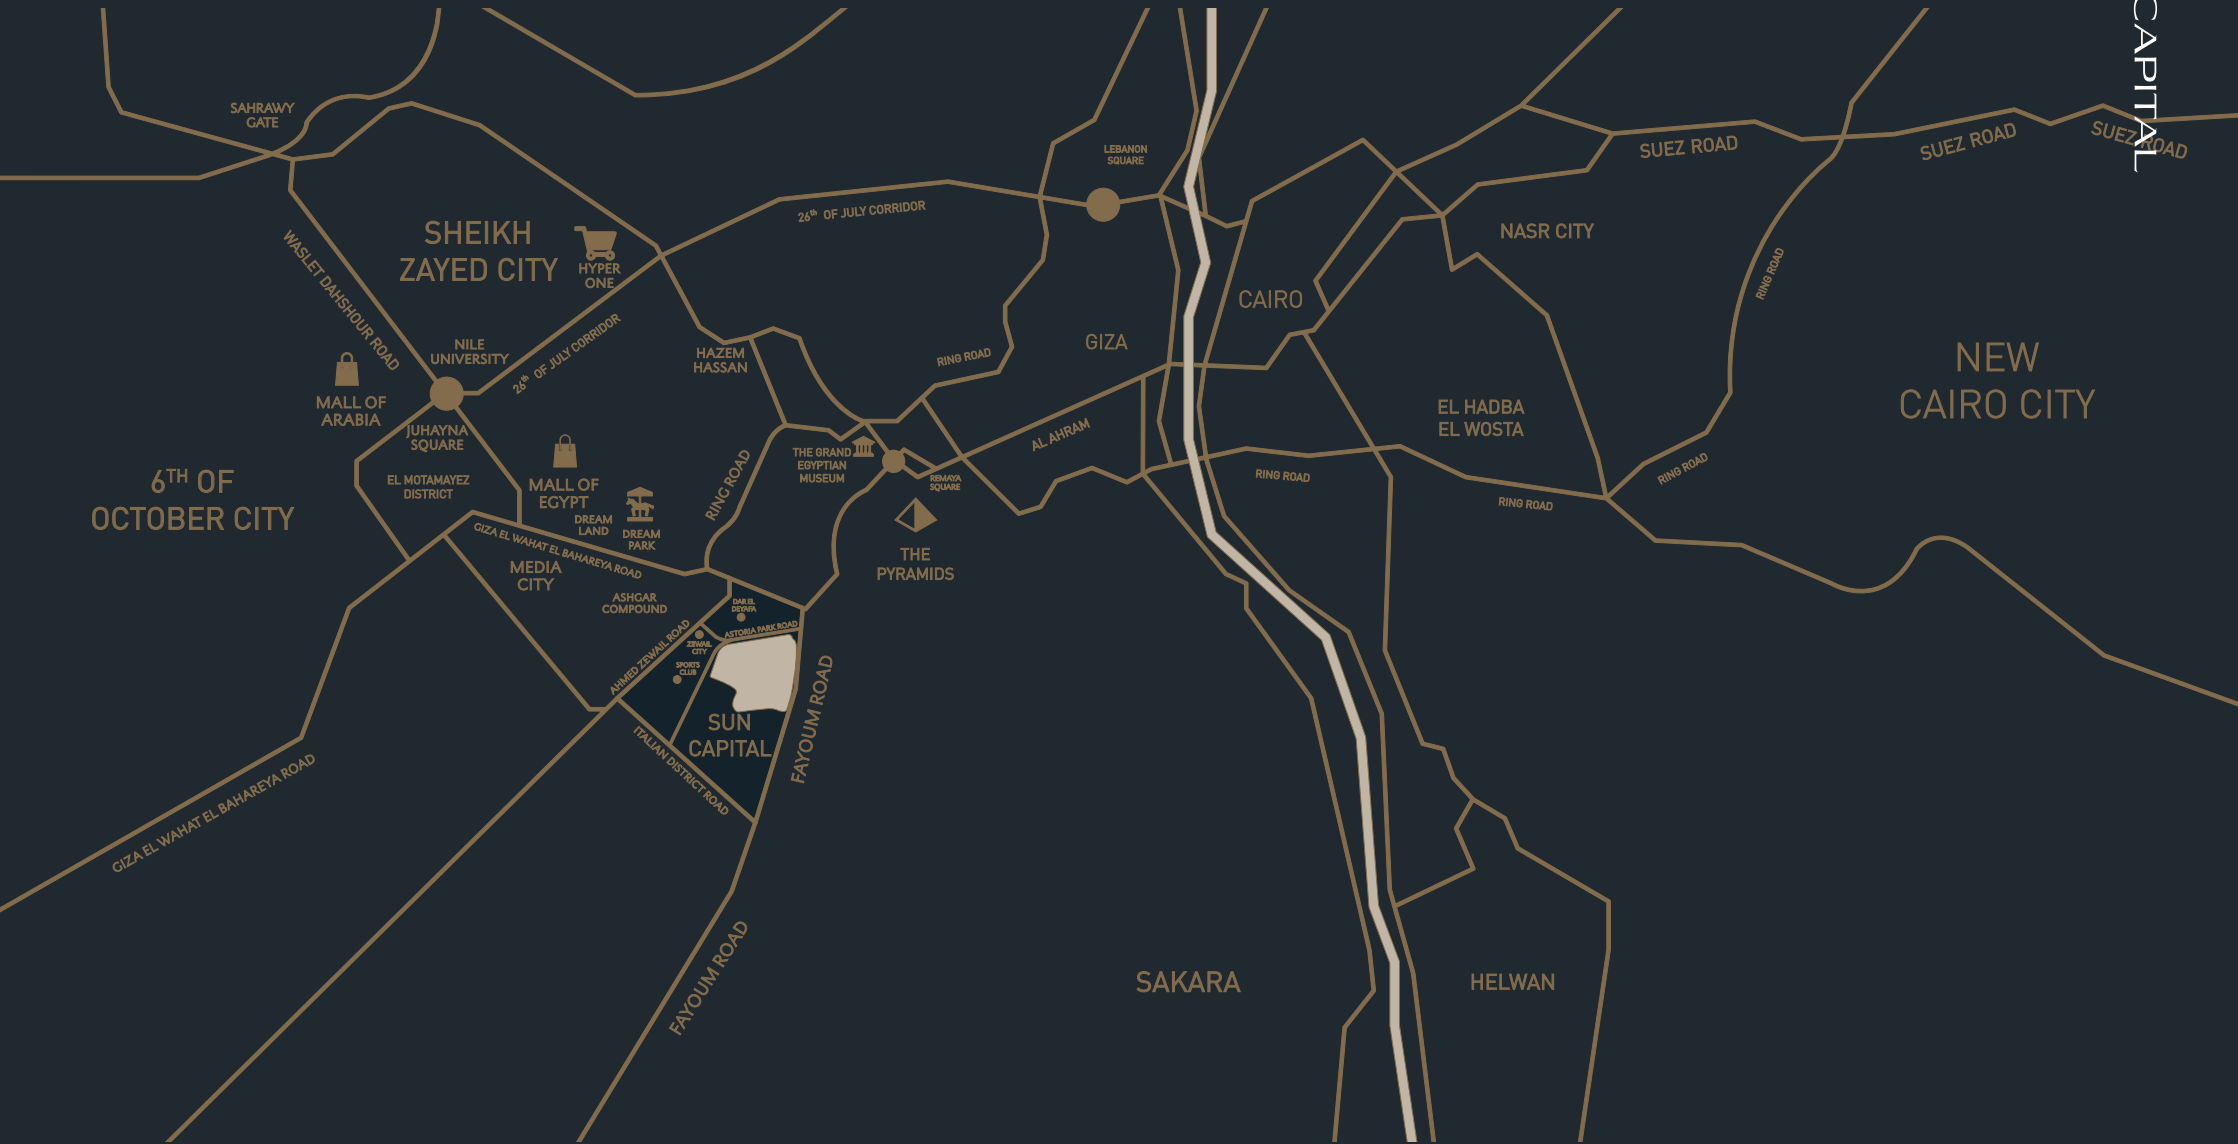 CAPITAL
SAHRAWY
GATE
LEBANON
SQUARE
SUEZ ROAD
SUEZ ROAD
SUEZ ROAD
26th OF JULY CORRIDOR
SHEIKH
ZAYED CITY
HYPER
ONE
NASR CITY
WASLET DAHSHOUR ROAD
RING ROAD
CAIRO
GIZA
NILE
UNIVERSITY
26th OF JULY CORRIDOR
HAZEM
HASSAN
RING ROAD
NEW
CAIRO CITY
MALL OF
ARABIA
JUHAYNA
SQUARE
EL HADBA
EL WOSTA
AL AHRAM
THE GRAND
EGYPTIAN
MUSEUM
REMAYA
SQUARE
RING ROAD
RING ROAD
RING ROAD
RING ROAD
6TH OF
OCTOBER CITY
EL MOTAMAYEZ
DISTRICT
MALL OF
EGYPT
DREAM
LAND
DREAM
PARK
GIZA EL WAHAT EL BAHAREYA ROAD
MEDIA
CITY
THE
PYRAMIDS
ASHGAR
COMPOUND
DAR EL
DEYAFA
ASTORIA PARK ROAD
AHMED ZEWAIL ROAD
ZEWAIL
CITY
SPORTS
CLUB
SUN
CAPITAL
FAYOUM ROAD
ITALIAN DISTRICT ROAD
GIZA EL WAHAT EL BAHAREYA ROAD
FAYOUM ROAD
SAKARA
HELWAN